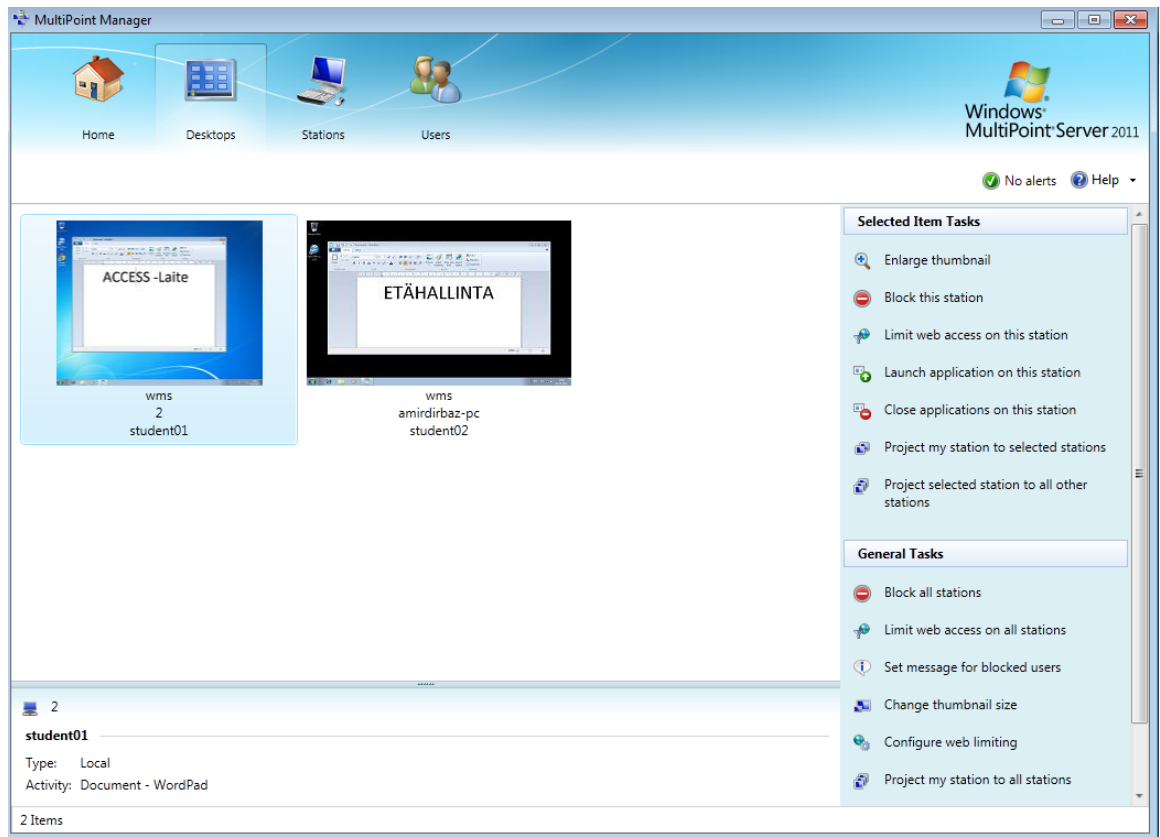 MultiPoint Manager
Home
Desktops
Stations
Users
Windows®
MultiPoint® Server 2011
No alerts
Help
ACCESS -Laite
wms
2
student01
ETÄHALLINTA
wms
amirdirbaz-pc
student02
Selected Item Tasks
Enlarge thumbnail
Block this station
Limit web access on this station
Launch application on this station
Close applications on this station
Project my station to selected stations
Project selected station to all other
stations
General Tasks
Block all stations
Limit web access on all stations
Set message for blocked users
Change thumbnail size
Configure web limiting
Project my station to all stations
2
student01
Type: Local
Activity: Document - WordPad
2 Items